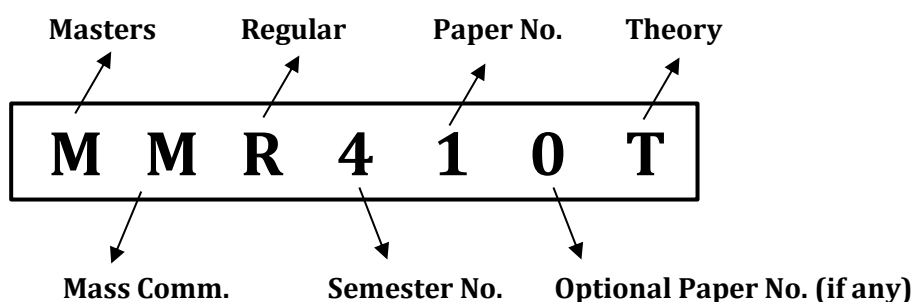 Masters Regular Paper No. Theory
M M R 4 1 0 T
Mass Comm. Semester No. Optional Paper No. (if any)